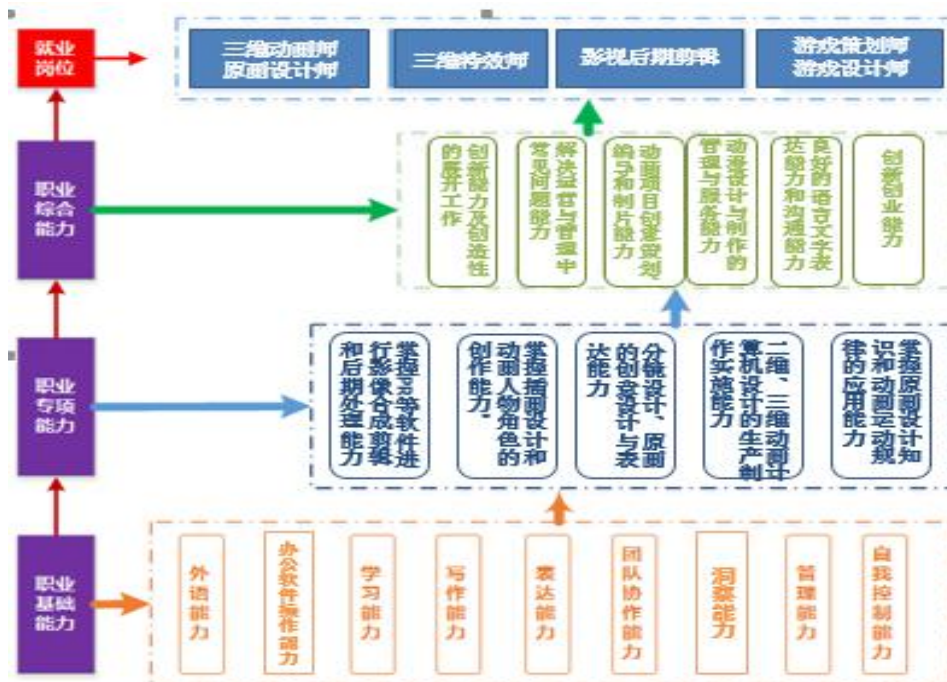 就业
岗位
三维动画师
原画设计师
三维特效师
影视后期剪辑
游戏策划师
游戏设计师
职业
综合
能力
创新能力及创造性
的展开工作
解决运营与管理中
常见问题能力
动画项目创意策划
编导和制片能力
动漫设计与制作的
管理与服务能力
良好的语言文字表
达能力和沟通能力
创新创业能力
职业
专项
能力
掌握PR等软件进
行影像合成剪辑
和后期处理能力
掌握插画设计和
动画人物角色的
创作能力。
分镜设计、原画
的创意设计与表
达能力
二维、三维动画计
算机设计的生产制
作实施能力
掌握原画设计知
识和动画运动规
律的应用能力
职业
基础
能力
外语能力
办公软件操作能力
学习能力
写作能力
表达能力
团队协作能力
洞察能力
管理能力
自我控制能力